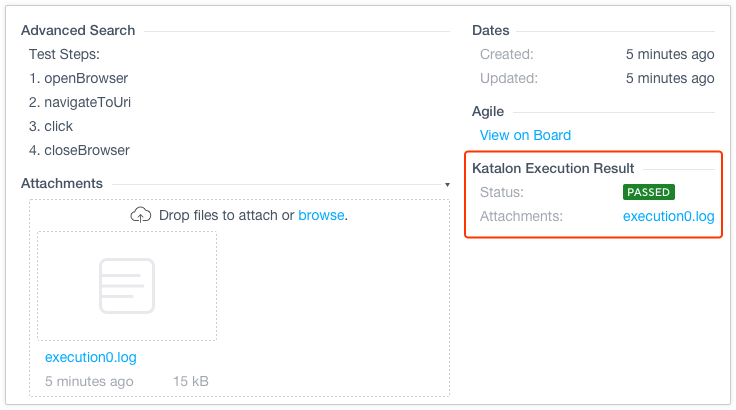 Advanced Search
Test Steps:
1. openBrowser
2. navigateToUri
3. click
4. closeBrowser
Attachments
Drop files to attach or browse.
execution0.log
5 minutes ago 15 kB
Dates
Created: 5 minutes ago
Updated: 5 minutes ago
Agile
View on Board
Katalon Execution Result
Status: PASSED
Attachments: execution0.log